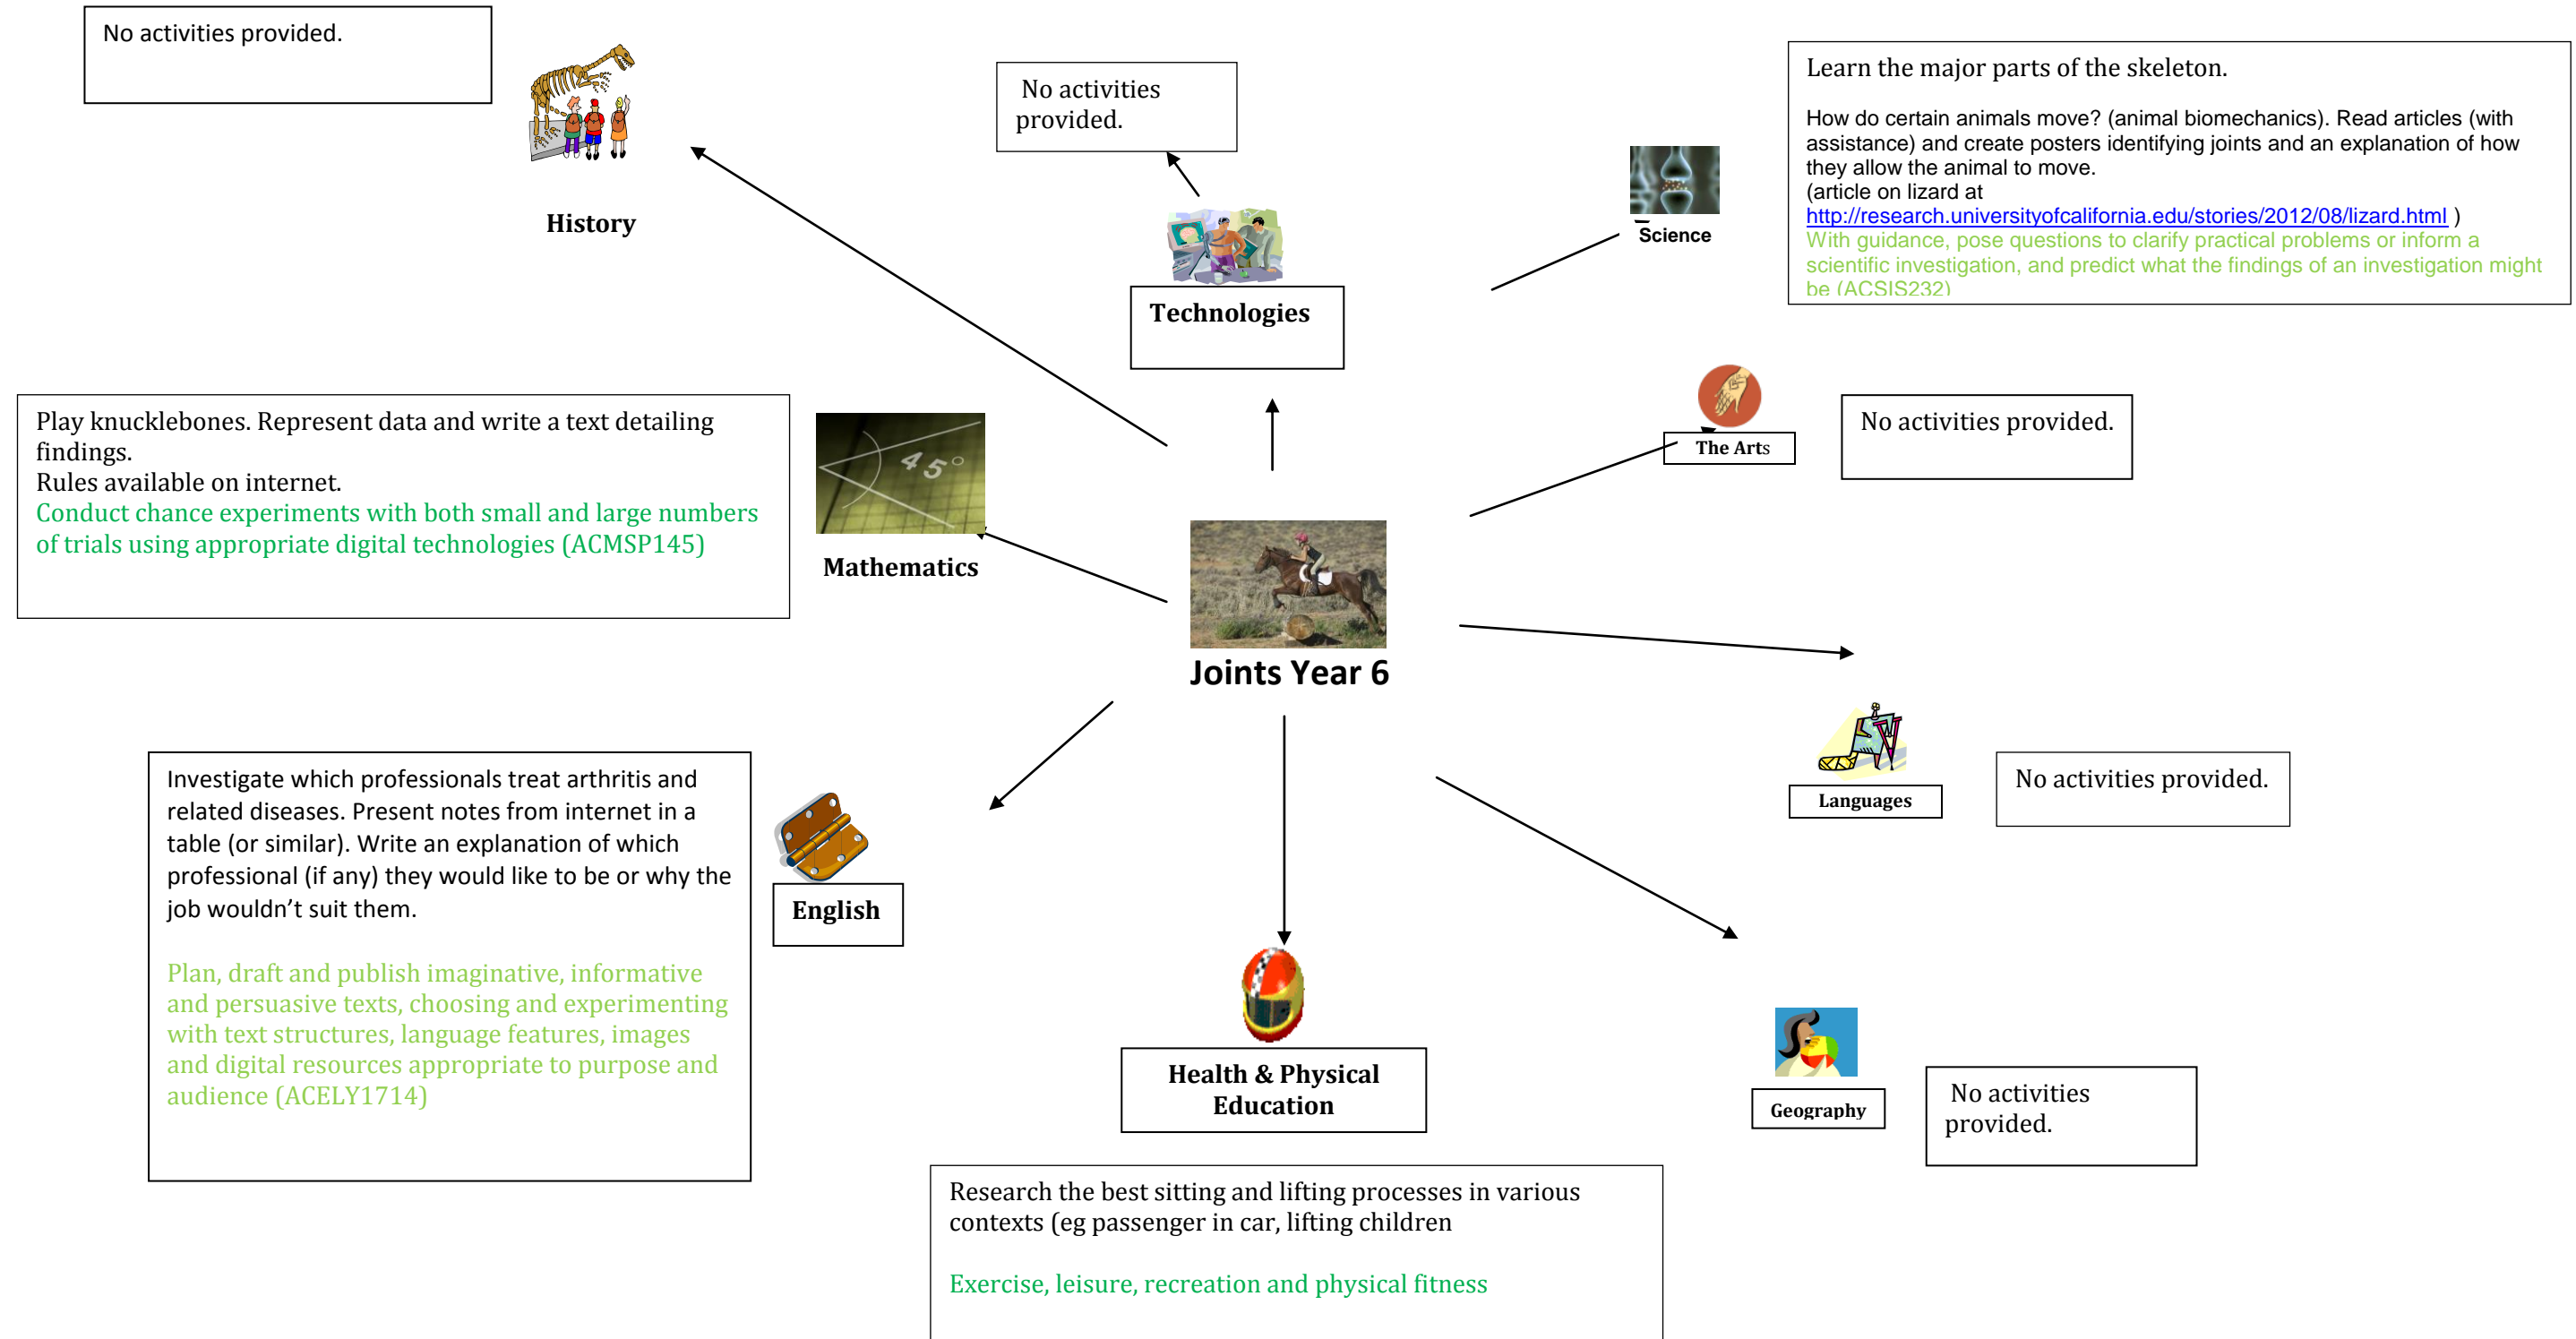 No activities provided.
History
No activities
provided.
Technologies
Science
Learn the major parts of the skeleton.
How do certain animals move? (animal biomechanics). Read articles (with
assistance) and create posters identifying joints and an explanation of how
they allow the animal to move.
(article on lizard at
http://research.universityofcalifornia.edu/stories/2012/08/lizard.html )
With guidance, pose questions to clarify practical problems or inform a
scientific investigation, and predict what the findings of an investigation might
be (ACSIS232)
Play knucklebones. Represent data and write a text detailing
findings.
Rules available on internet.
Conduct chance experiments with both small and large numbers
of trials using appropriate digital technologies (ACMSP145)
45°
Mathematics
The Arts
No activities provided.
Joints Year 6
Investigate which professionals treat arthritis and
related diseases. Present notes from internet in a
table (or similar). Write an explanation of which
professional (if any) they would like to be or why the
job wouldn’t suit them.
Plan, draft and publish imaginative, informative
and persuasive texts, choosing and experimenting
with text structures, language features, images
and digital resources appropriate to purpose and
audience (ACELY1714)
English
Languages
No activities provided.
Health & Physical
Education
Geography
No activities
provided.
Research the best sitting and lifting processes in various
contexts (eg passenger in car, lifting children
Exercise, leisure, recreation and physical fitness